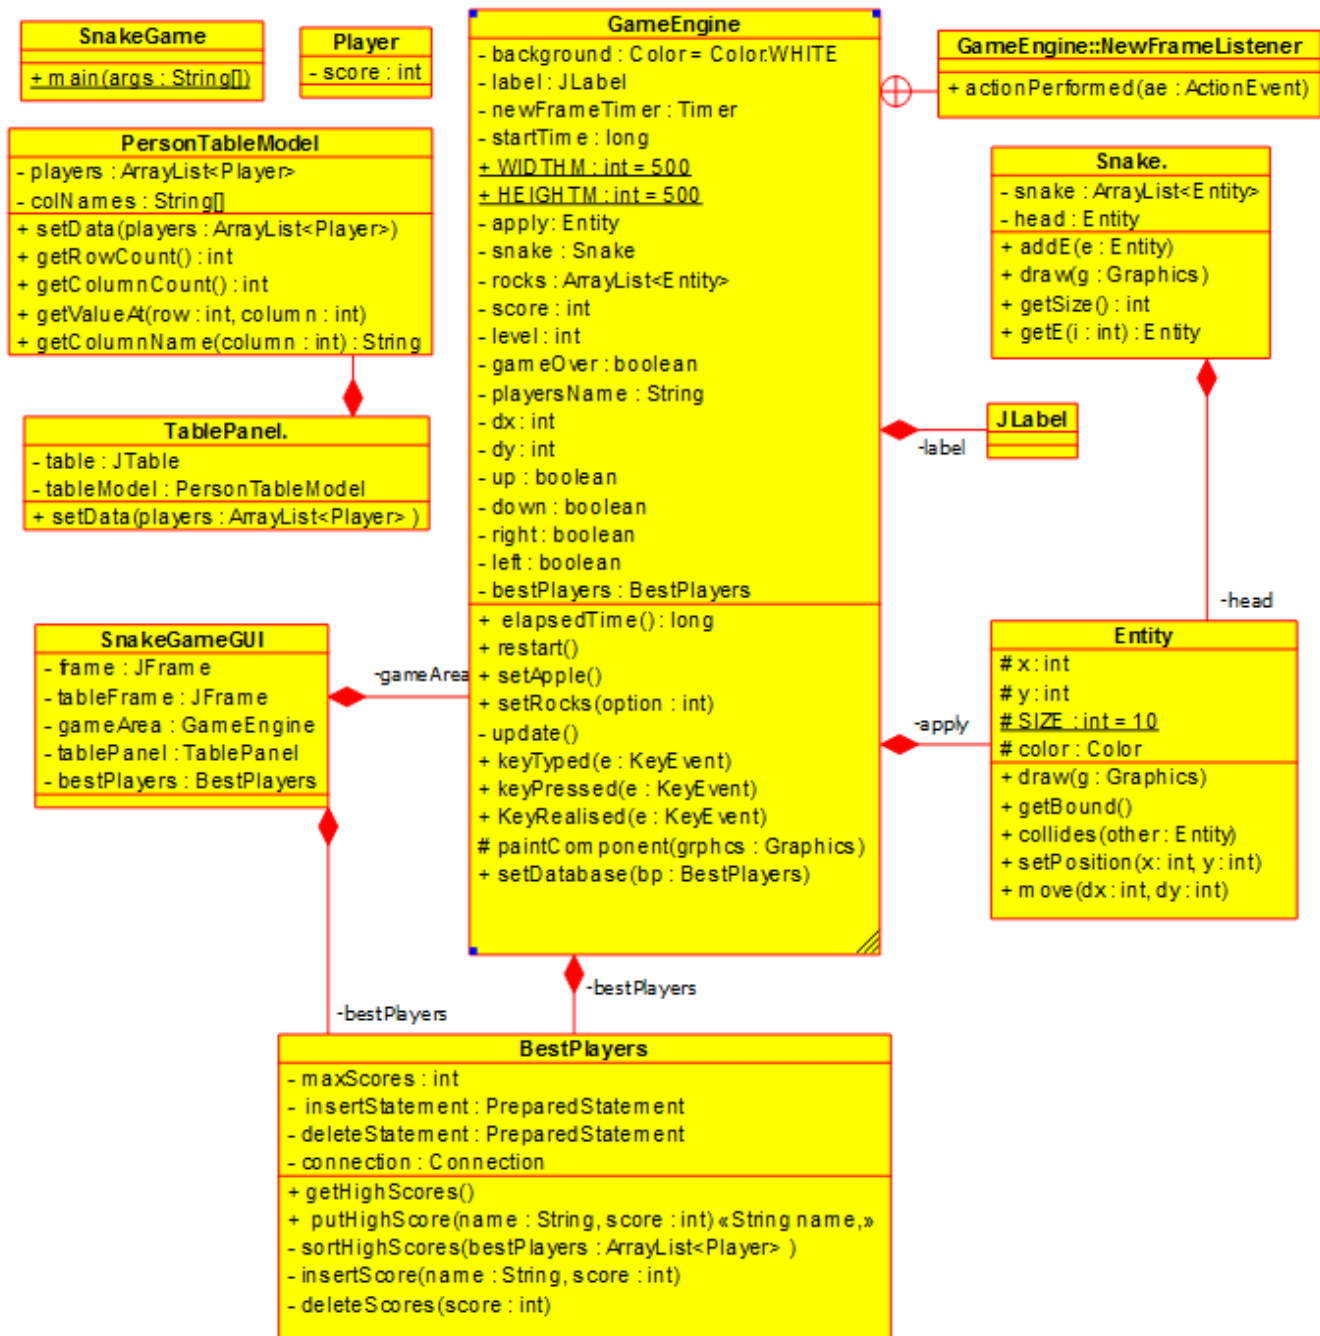 SnakeGame
+ main(args : String[])
Player
- score : int
PersonTableModel
- players : ArrayList<Player>
- colNames : String[]
+ setData(players : ArrayList<Player>)
+ getRowCount() : int
+ getColumnCount() : int
+ getValueAt(row : int, column : int)
+ getColumnName(column : int) : String
TablePanel.
- table : JTable
- tableModel : PersonTableModel
+ setData(players : ArrayList<Player> )
SnakeGameGUI
- frame : JFrame
- tableFrame : JFrame
- gameArea : GameEngine
- tablePanel : TablePanel
- bestPlayers : BestPlayers
-gameArea
-bestPlayers
GameEngine
- background : Color = Color.WHITE
- label : JLabel
- newFrameTimer : Timer
- startTime : long
+ WIDTHM : int = 500
+ HEIGHTM : int = 500
- apply : Entity
- snake : Snake
- rocks : ArrayList<Entity>
- score : int
- level : int
- gameOver : boolean
- playersName : String
- dx : int
- dy : int
- up : boolean
- down : boolean
- right : boolean
- left : boolean
- bestPlayers : BestPlayers
+ elapsedTime() : long
+ restart()
+ setApple()
+ setRocks(option : int)
- update()
+ keyTyped(e : KeyEvent)
+ keyPressed(e : KeyEvent)
+ KeyRealised(e : KeyEvent)
# paintComponent(grphcs : Graphics)
+ setDatabase(bp : BestPlayers)
-bestPlayers
GameEngine::NewFrameListener
+ actionPerformed(ae : ActionEvent)
Snake.
- snake : ArrayList<Entity>
- head : Entity
+ addE(e : Entity)
+ draw(g : Graphics)
+ getSize() : int
+ getE(i : int) : Entity
JLabel
-label
-head
-apply
Entity
# x : int
# y : int
# SIZE : int = 10
# color : Color
+ draw(g : Graphics)
+ getBound()
+ collides(other : Entity)
+ setPosition(x : int, y : int)
+ move(dx : int, dy : int)
BestPlayers
- maxScores : int
- insertStatement : PreparedStatement
- deleteStatement : PreparedStatement
- connection : Connection
+ getHighScores()
+ putHighScore(name : String, score : int) «String name,»
- sortHighScores(bestPlayers : ArrayList<Player> )
- insertScore(name : String, score : int)
- deleteScores(score : int)